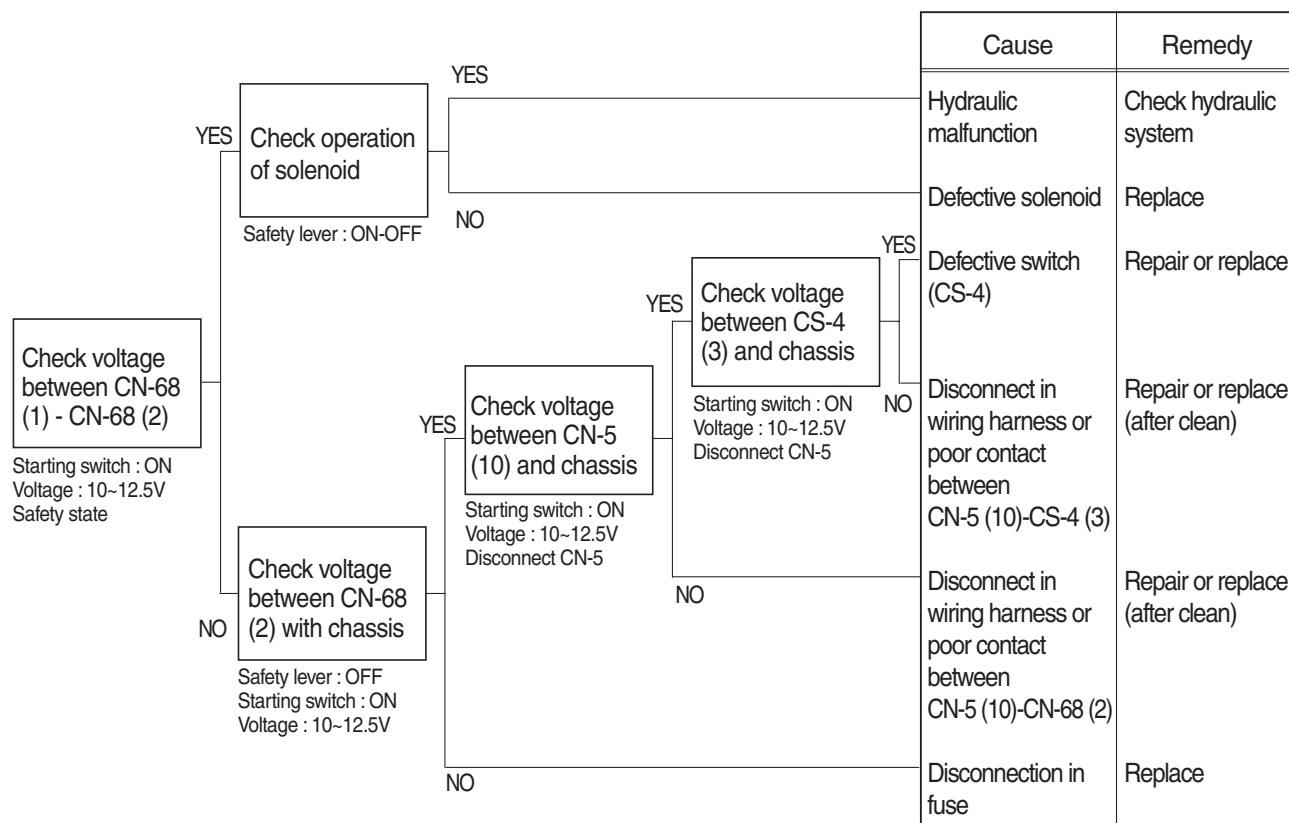 Cause
Remedy
YES
Hydraulic
malfunction
Check hydraulic
system
YES
Check operation
of solenoid
Safety lever : ON-OFF
NO
Defective solenoid
Replace
YES
Defective switch
(CS-4)
Repair or replace
YES
Check voltage
between CS-4
(3) and chassis
Starting switch : ON
Voltage : 10~12.5V
Disconnect CN-5
NO
Disconnect in
wiring harness or
poor contact
between
CN-5 (10)-CS-4 (3)
Repair or replace
(after clean)
Check voltage
between CN-68
(1) - CN-68 (2)
Starting switch : ON
Voltage : 10~12.5V
Safety state
YES
Check voltage
between CN-5
(10) and chassis
Starting switch : ON
Voltage : 10~12.5V
Disconnect CN-5
NO
Disconnect in
wiring harness or
poor contact
between
CN-5 (10)-CN-68 (2)
Repair or replace
(after clean)
NO
Check voltage
between CN-68
(2) with chassis
Safety lever : OFF
Starting switch : ON
Voltage : 10~12.5V
NO
Disconnection in
fuse
Replace